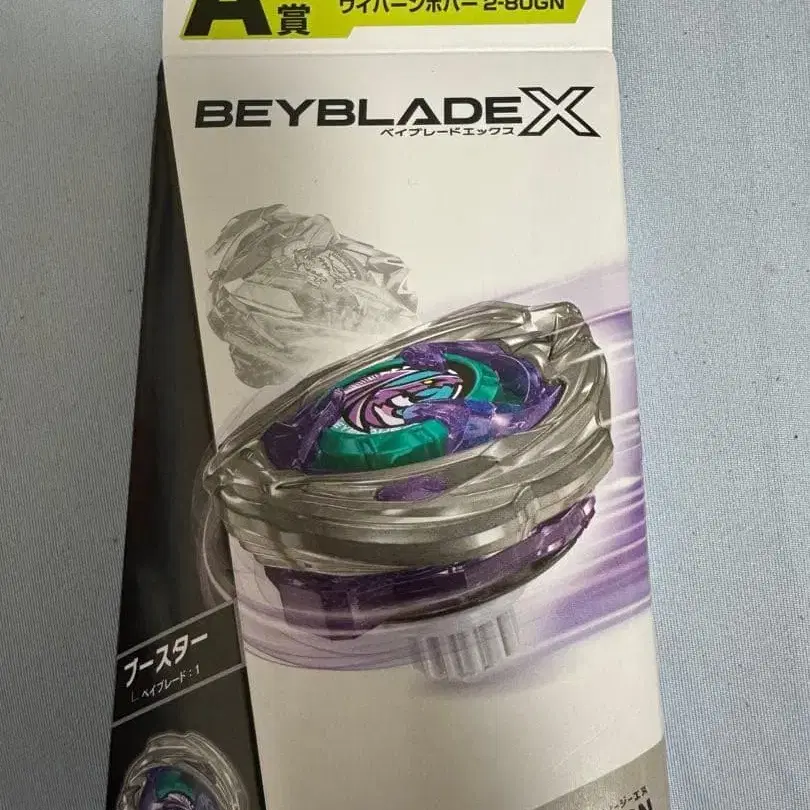 A賞
ワイバーンホバー 2-80GN
BEYBLADE X
ベイブレードエックス
ブースター
ベイブレード:1